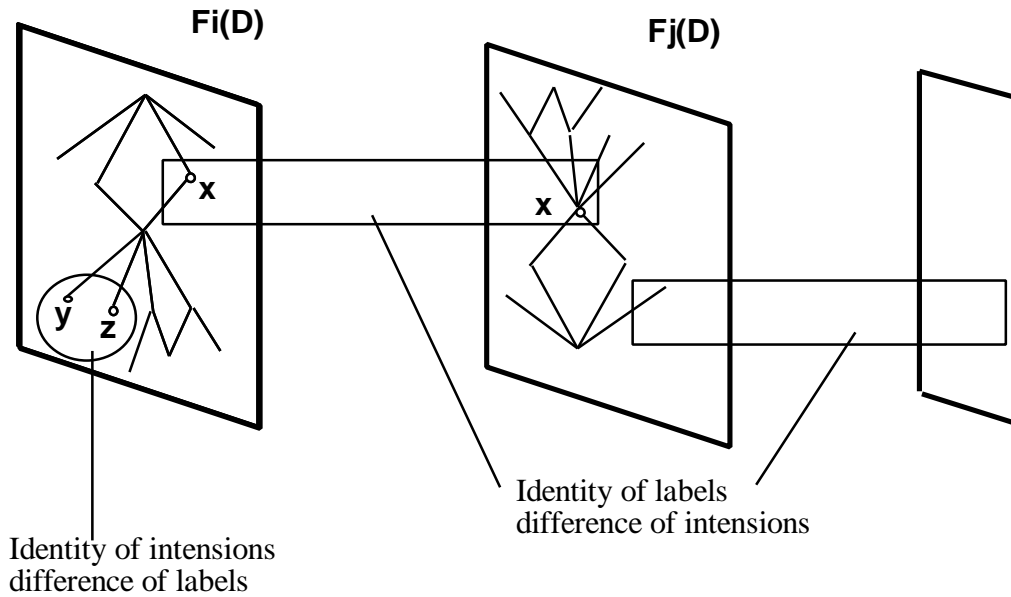 Fi(D)
Fj(D)
x
x
y
z
Identity of labels
difference of intensions
Identity of intensions
difference of labels